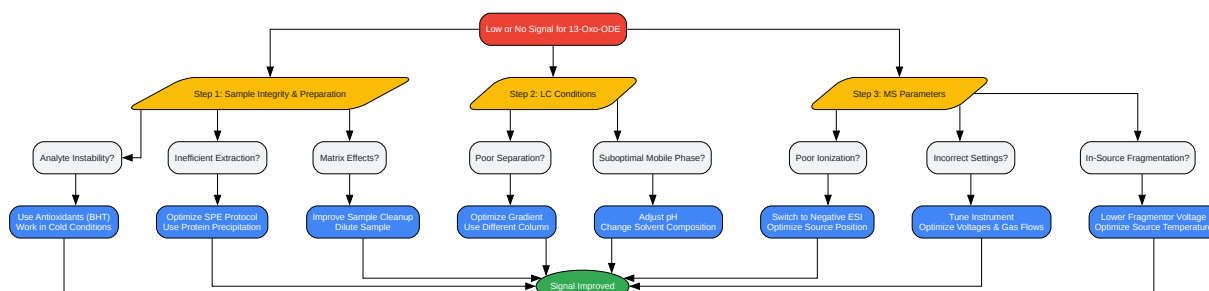 Low or No Signal for 13-Oxo-ODE
Step 1: Sample Integrity & Preparation
Step 2: LC Conditions
Step 3: MS Parameters
Analyte Instability?
Inefficient Extraction?
Matrix Effects?
Poor Separation?
Suboptimal Mobile Phase?
Poor Ionization?
Incorrect Settings?
In-Source Fragmentation?
Use Antioxidants (BHT)
Work in Cold Conditions
Optimize SPE Protocol
Use Protein Precipitation
Improve Sample Cleanup
Dilute Sample
Optimize Gradient
Use Different Column
Adjust pH
Change Solvent Composition
Switch to Negative ESI
Optimize Source Position
Tune Instrument
Optimize Voltages & Gas Flows
Lower Fragmentor Voltage
Optimize Source Temperature
Signal Improved